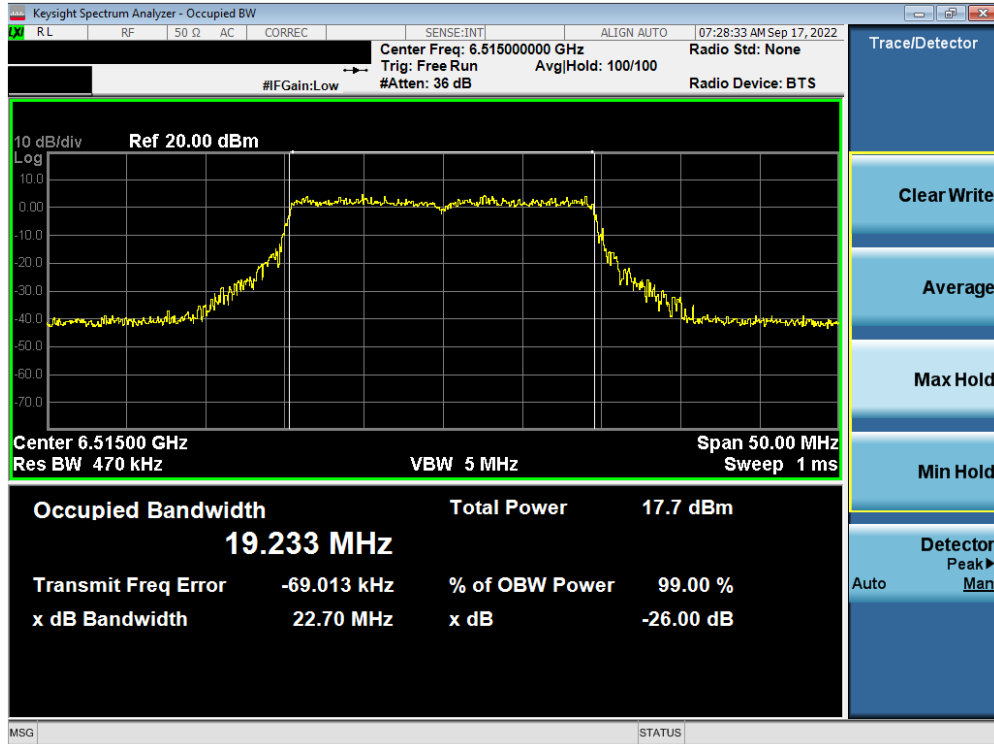 Keysight Spectrum Analyzer - Occupied BW
LXI RL RF 50 Ω AC CORREC SENSE:INT ALIGN AUTO 07:28:33 AM Sep 17, 2022
Center Freq: 6.515000000 GHz Radio Std: None
Trig: Free Run Avg|Hold: 100/100
#IFGain:Low #Atten: 36 dB Radio Device: BTS
10 dB/div Ref 20.00 dBm
Log
10.0
0.00
-10.0
-20.0
-30.0
-40.0
-50.0
-60.0
-70.0
Center 6.51500 GHz Span 50.00 MHz
Res BW 470 kHz VBW 5 MHz Sweep 1 ms
Occupied Bandwidth Total Power 17.7 dBm
19.233 MHz
Transmit Freq Error -69.013 kHz % of OBW Power 99.00 %
x dB Bandwidth 22.70 MHz x dB -26.00 dB
MSG STATUS
Trace/Detector
Clear Write
Average
Max Hold
Min Hold
Detector
Peak▶
Auto Man